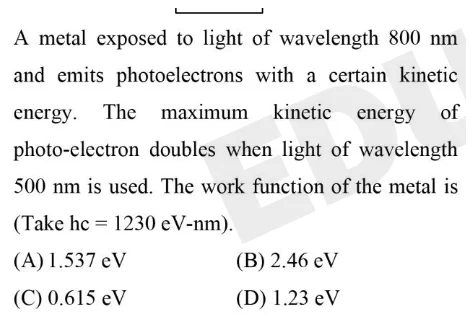 A metal exposed to light of wavelength 800 nm
and emits photoelectrons with a certain kinetic
energy. The maximum kinetic energy of
photo-electron doubles when light of wavelength
500 nm is used. The work function of the metal is
(Take hc = 1230 eV-nm).
(A) 1.537 eV (B) 2.46 eV
(C) 0.615 eV (D) 1.23 eV
EDU